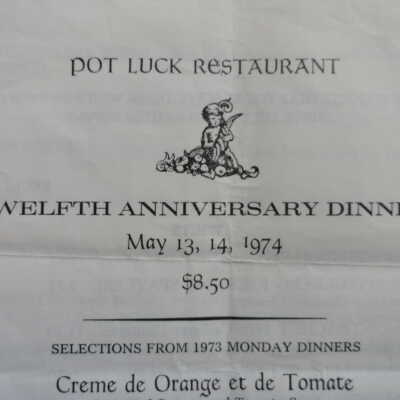 POT LUCK RESTAURANT
WELFTH ANNIVERSARY DINNE
May 13, 14, 1974
$8.50
SELECTIONS FROM 1973 MONDAY DINNERS
Creme de Orange et de Tomate